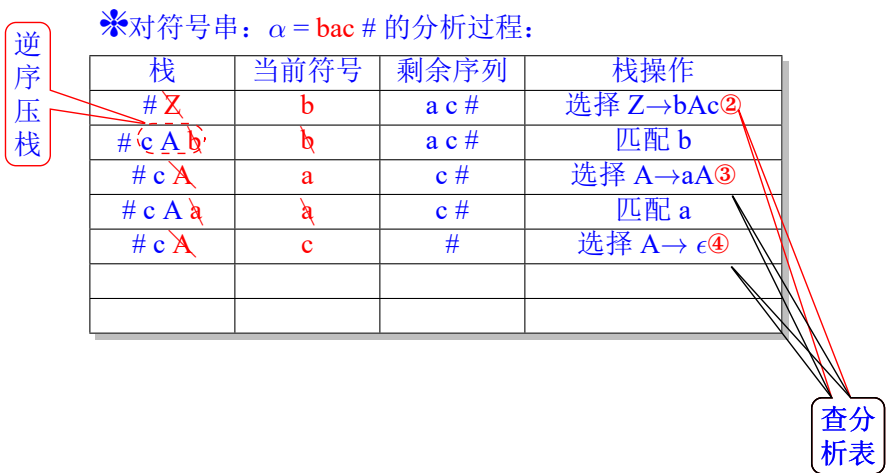 ❋对符号串：α = bac # 的分析过程：
逆序压栈
栈 当前符号 剩余序列 栈操作
# Z b a c # 选择 Z→bAc②
# c A b b a c # 匹配 b
# c A a c # 选择 A→aA③
# c A a a c # 匹配 a
# c A c # 选择 A→ ϵ④
查分
析表